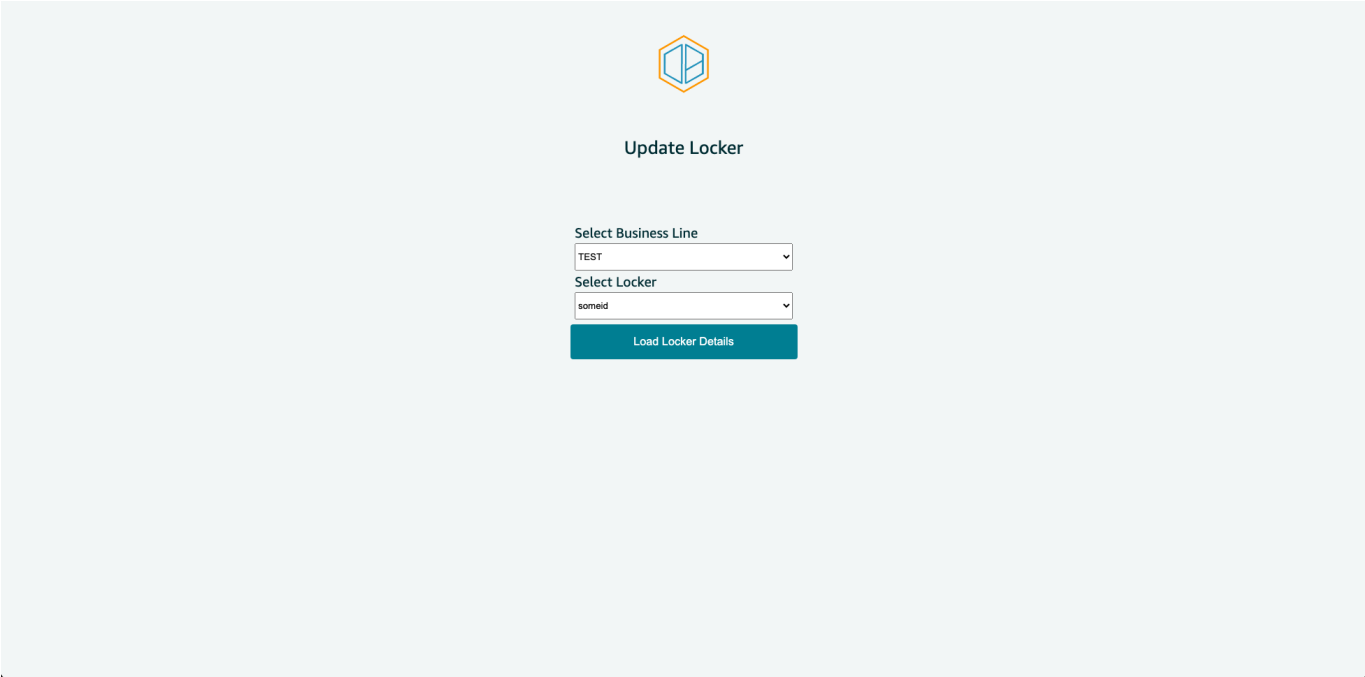 Update Locker
Select Business Line
TEST
Select Locker
someid
Load Locker Details